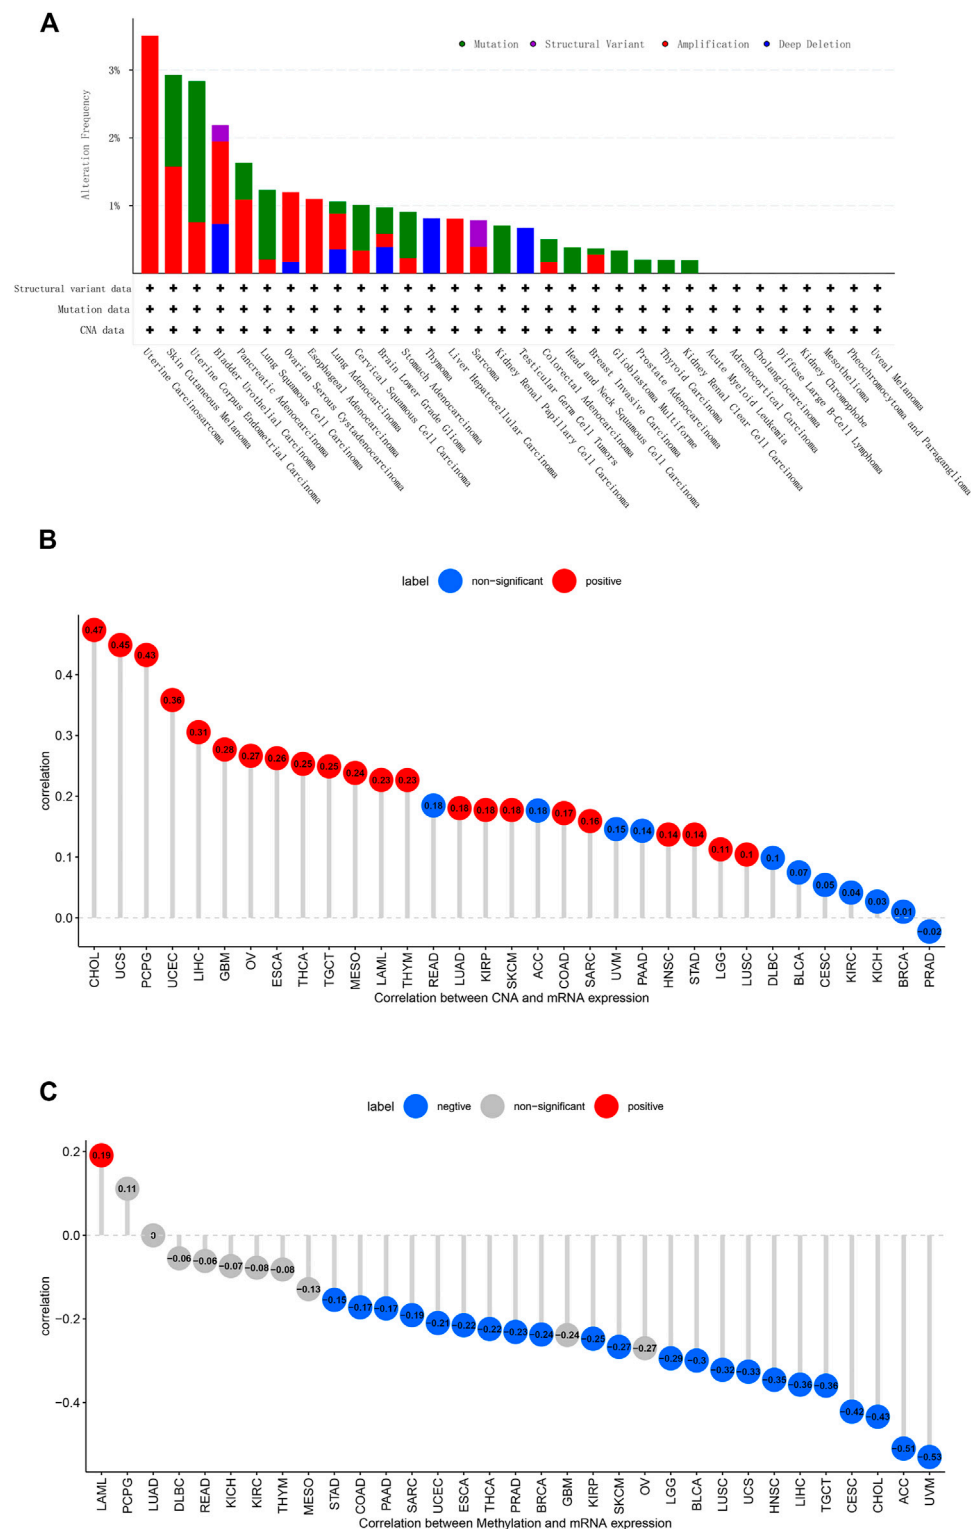 A
Mutation Structural Variant Amplification Deep Deletion
Alteration Frequency
3%
2%
1%
Structural variant data
Mutation data
CNA data
Uterine Carcinosarcoma
Skin Cutaneous Melanoma
Uterine Corpus Endometrial Carcinoma
Bladder Urothelial Carcinoma
Pancreatic Adenocarcinoma
Lung Squamous Cell Carcinoma
Ovarian Serous Cystadenocarcinoma
Esophageal Adenocarcinoma
Lung Adenocarcinoma
Cervical Squamous Cell Carcinoma
Brain Lower Grade Glioma
Stomach Adenocarcinoma
Thymoma
Liver Hepatocellular Carcinoma
Sarcoma
Kidney Renal Papillary Cell Carcinoma
Testicular Germ Cell Tumors
Colorectal Adenocarcinoma
Head and Neck Squamous Cell Carcinoma
Breast Invasive Carcinoma
Glioblastoma Multiforme
Prostate Adenocarcinoma
Thyroid Carcinoma
Kidney Renal Clear Cell Carcinoma
Acute Myeloid Leukemia
Adrenocortical Carcinoma
Cholangiocarcinoma
Diffuse Large B-Cell Lymphoma
Kidney Chromophobe
Mesothelioma
Pheochromocytoma and Paraganglioma
Uveal Melanoma
B
label non-significant positive
correlation
0.4
0.3
0.2
0.1
0.0
0.47 0.45 0.43 0.36 0.31 0.28 0.27 0.26 0.25 0.25 0.24 0.23 0.23 0.18 0.18 0.18 0.18 0.18 0.17 0.16 0.15 0.14 0.14 0.14 0.11 0.1 0.1 0.07 0.05 0.04 0.03 0.01 -0.02
CHOL UCS PCPG UCEC LIHC GBM OV ESCA THCA TGCT MESO LAML THYM READ LUAD KIRP SKCM ACC COAD SARC UVM PAAD HNSC STAD LGG LUSC DLBC BLCA CESC KIRC KICH BRCA PRAD
Correlation between CNA and mRNA expression
C
label negtive non-significant positive
correlation
0.2
0.0
-0.2
-0.4
0.19 0.11 0 -0.06 -0.06 -0.07 -0.08 -0.08 -0.13 -0.15 -0.17 -0.17 -0.19 -0.21 -0.22 -0.22 -0.23 -0.24 -0.24 -0.25 -0.27 -0.27 -0.29 -0.3 -0.32 -0.33 -0.35 -0.36 -0.36 -0.42 -0.43 -0.51 -0.53
LAML PCPG LUAD DLBC READ KICH KIRC THYM MESO STAD COAD PAAD SARC UCEC ESCA THCA PRAD BRCA GBM KIRP SKCM OV LGG BLCA LUSC UCS HNSC LIHC TGCT CESC CHOL ACC UVM
Correlation between Methylation and mRNA expression